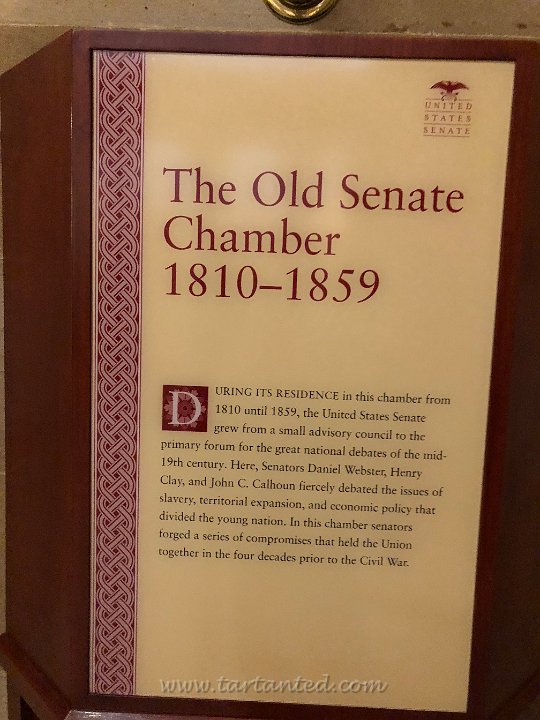 UNITED
STATES
SENATE
The Old Senate
Chamber
1810–1859
DURING ITS RESIDENCE in this chamber from
1810 until 1859, the United States Senate
grew from a small advisory council to the
primary forum for the great national debates of the mid-
19th century. Here, Senators Daniel Webster, Henry
Clay, and John C. Calhoun fiercely debated the issues of
slavery, territorial expansion, and economic policy that
divided the young nation. In this chamber senators
forged a series of compromises that held the Union
together in the four decades prior to the Civil War.
www.tartanted.com